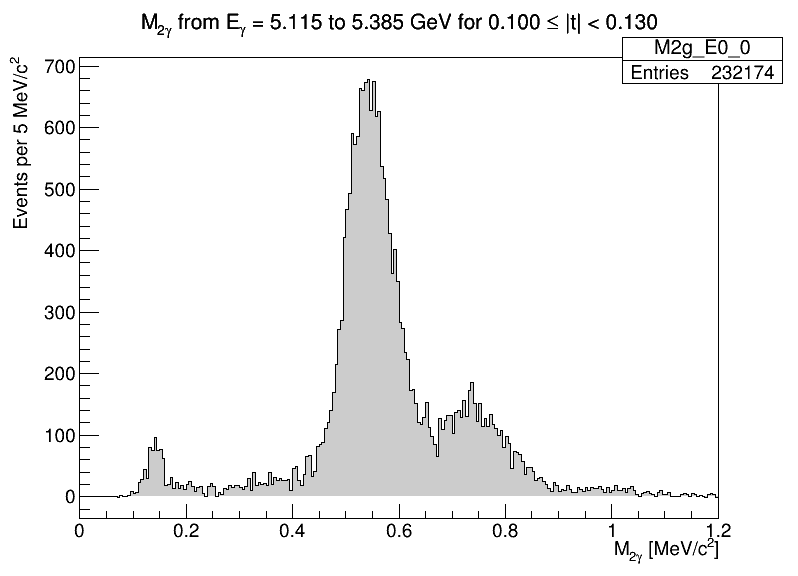 M2γ from Eγ = 5.115 to 5.385 GeV for 0.100 ≤ |t| < 0.130
M2g_E0_0
Entries 232174
Events per 5 MeV/c²
700
600
500
400
300
200
100
0
0 0.2 0.4 0.6 0.8 1 1.2
M2γ [MeV/c²]